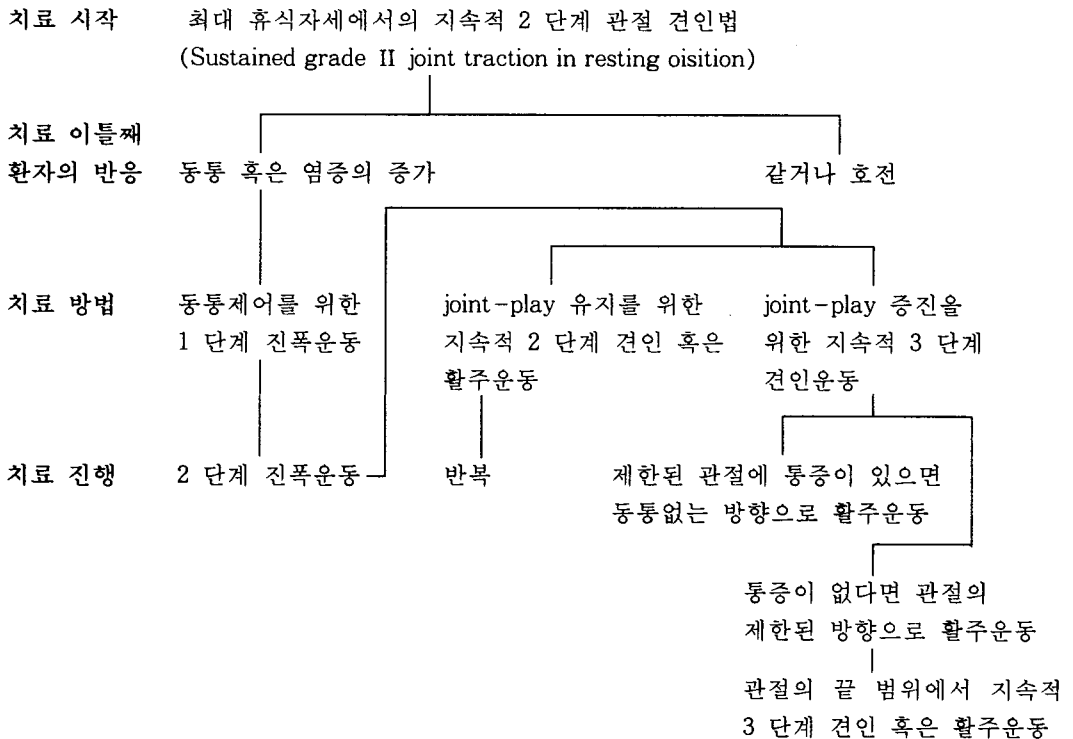 치료 시작 최대 휴식자세에서의 지속적 2 단계 관절 견인법
(Sustained grade II joint traction in resting oisition)
치료 이틀째
환자의 반응 동통 혹은 염증의 증가 같거나 호전
치료 방법 동통제어를 위한 joint-play 유지를 위한 joint-play 증진을
1 단계 진폭운동 지속적 2 단계 견인 혹은 위한 지속적 3 단계
활주운동 견인운동
치료 진행 2 단계 진폭운동 반복 제한된 관절에 통증이 있으면
동통없는 방향으로 활주운동
통증이 없다면 관절의
제한된 방향으로 활주운동
관절의 끝 범위에서 지속적
3 단계 견인 혹은 활주운동